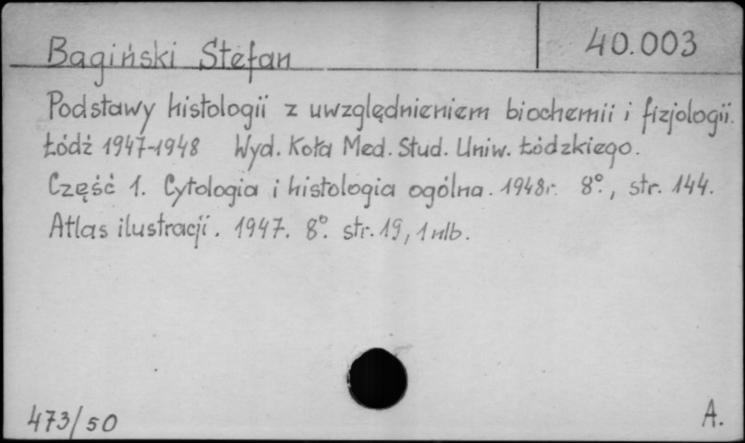 Bagiński Stefan
40.003
Podstawy histologii z uwzględnieniem biochemii i fizjologii.
Łódź 1947-1948 Wyd. Koła Med. Stud. Uniw. Łódzkiego.
Część 1. Cytologia i histologia ogólna. 1948r. 8°, str. 144.
Atlas ilustracji. 1947. 8°. str. 19, 1 nlb.
473/50
A.